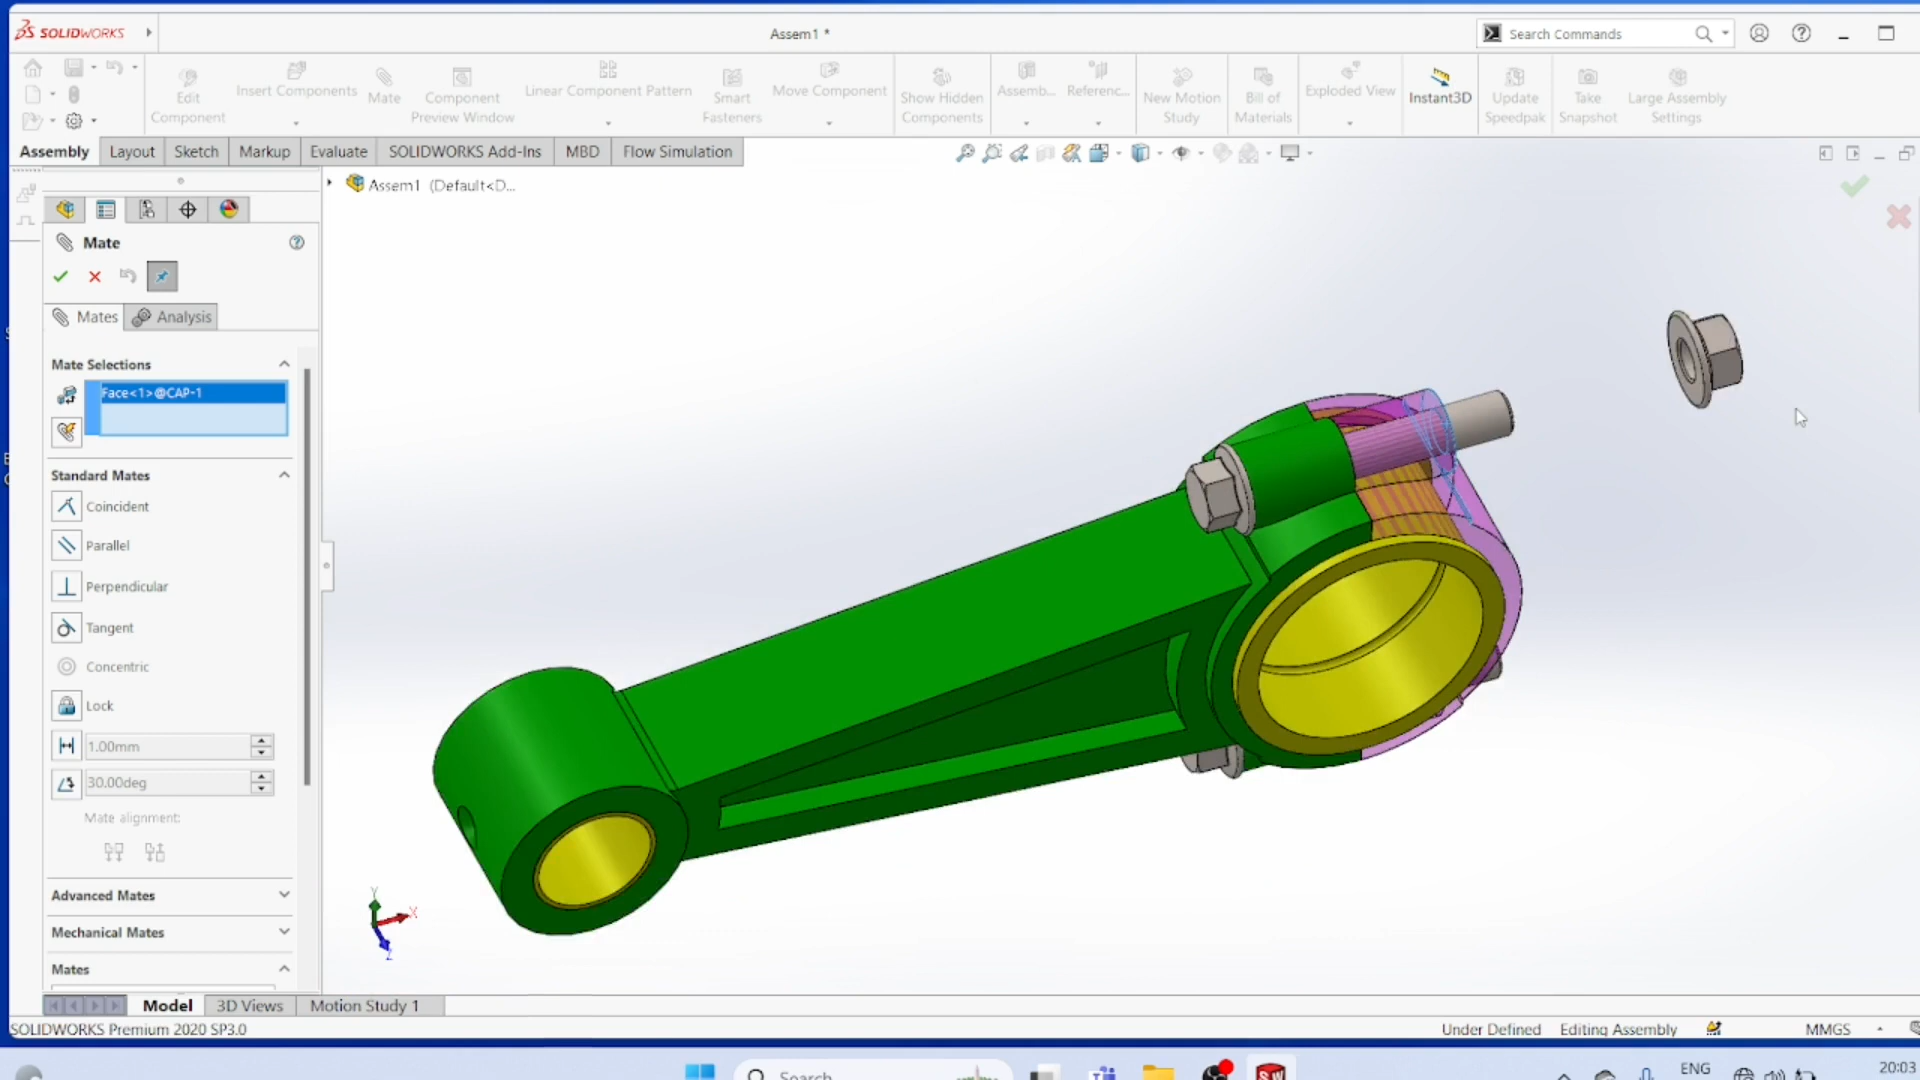 SOLIDWORKS
Assem1 *
Search Commands
Edit Component
Insert Components
Mate
Component Preview Window
Linear Component Pattern
Smart Fasteners
Move Component
Show Hidden Components
Assemb...
Referenc...
New Motion Study
Bill of Materials
Exploded View
Instant3D
Update Speedpak
Take Snapshot
Large Assembly Settings
Assembly
Layout
Sketch
Markup
Evaluate
SOLIDWORKS Add-Ins
MBD
Flow Simulation
Assem1 (Default<D...
Mate
Mates
Analysis
Mate Selections
Face<1>@CAP-1
Standard Mates
Coincident
Parallel
Perpendicular
Tangent
Concentric
Lock
1.00mm
30.00deg
Mate alignment:
Advanced Mates
Mechanical Mates
Mates
Y
X
Z
Model
3D Views
Motion Study 1
SOLIDWORKS Premium 2020 SP3.0
Under Defined
Editing Assembly
MMGS
Search
ENG
20:03